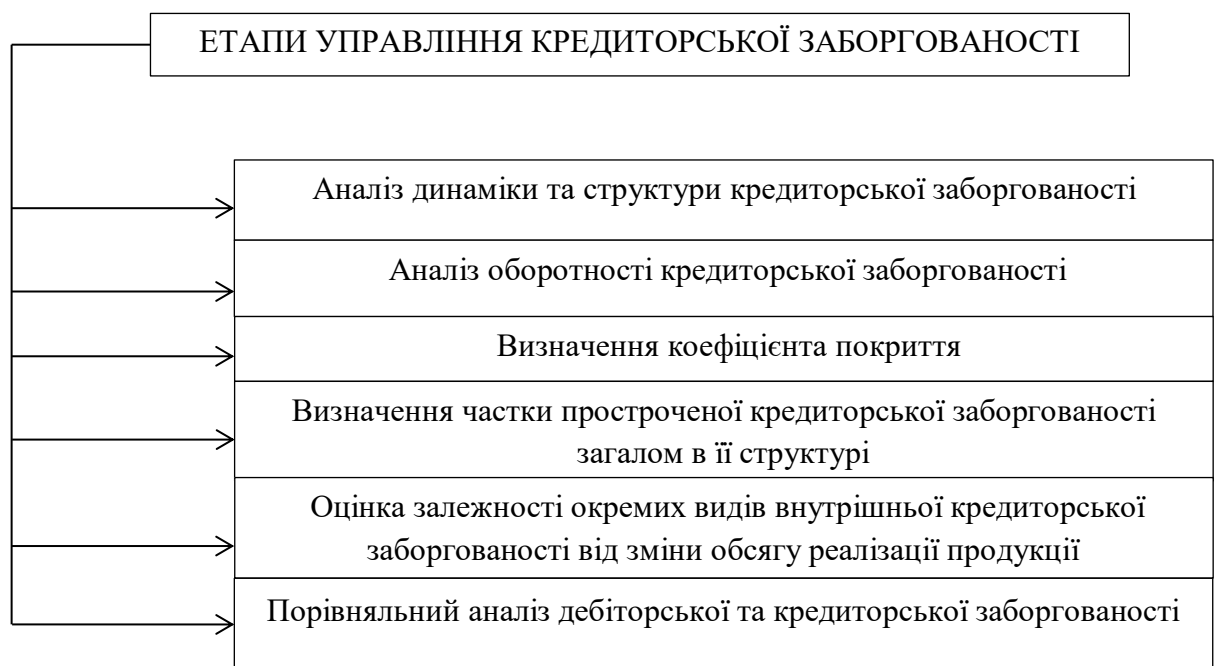 ЕТАПИ УПРАВЛІННЯ КРЕДИТОРСЬКОЇ ЗАБОРГОВАНОСТІ
Аналіз динаміки та структури кредиторської заборгованості
Аналіз оборотності кредиторської заборгованості
Визначення коефіцієнта покриття
Визначення частки простроченої кредиторської заборгованості
загалом в її структурі
Оцінка залежності окремих видів внутрішньої кредиторської
заборгованості від зміни обсягу реалізації продукції
Порівняльний аналіз дебіторської та кредиторської заборгованості